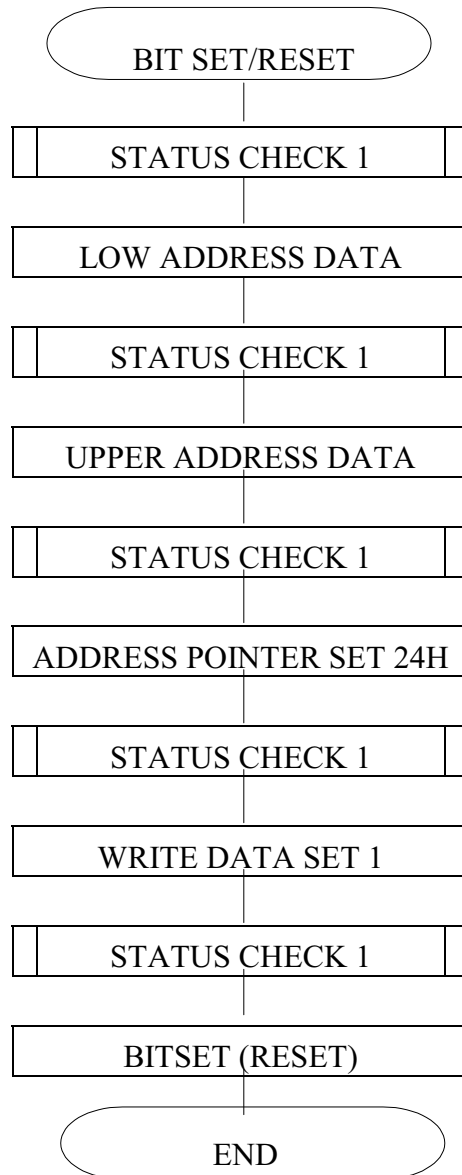 BIT SET/RESET
STATUS CHECK 1
LOW ADDRESS DATA
STATUS CHECK 1
UPPER ADDRESS DATA
STATUS CHECK 1
ADDRESS POINTER SET 24H
STATUS CHECK 1
WRITE DATA SET 1
STATUS CHECK 1
BITSET (RESET)
END